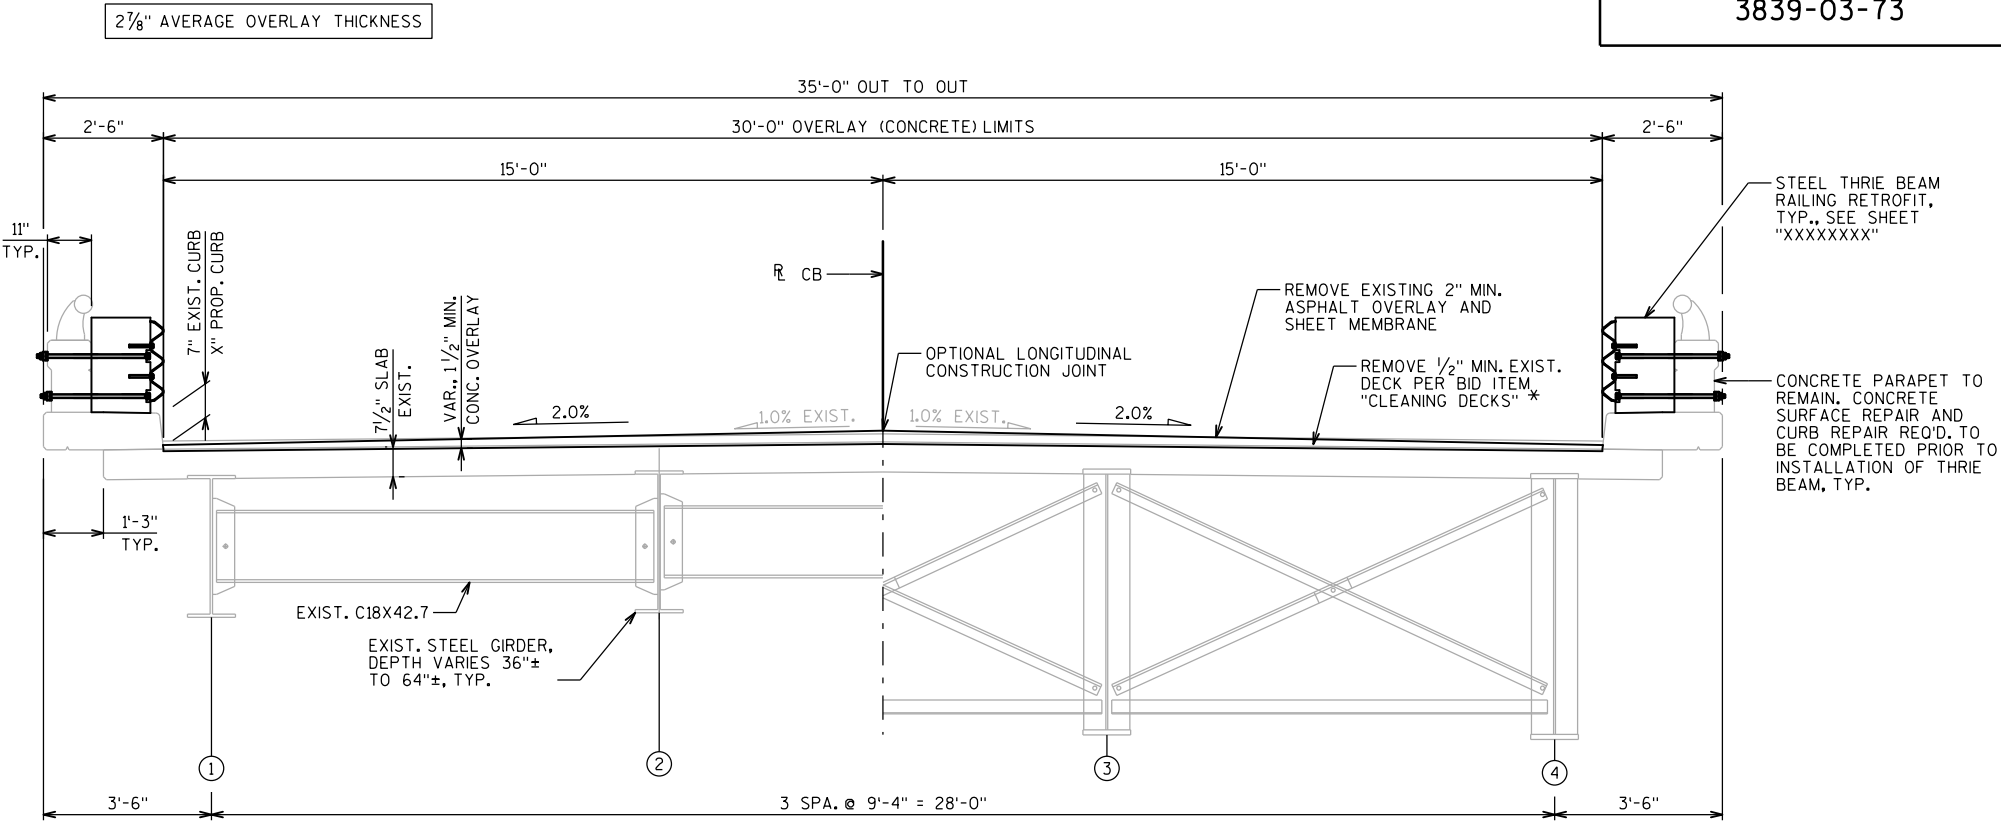 2⅞" AVERAGE OVERLAY THICKNESS
3839-03-73
35'-0" OUT TO OUT
2'-6"
30'-0" OVERLAY (CONCRETE) LIMITS
2'-6"
15'-0"
15'-0"
STEEL THRIE BEAM
RAILING RETROFIT,
TYP., SEE SHEET
"XXXXXXXX"
11"
TYP.
7" EXIST. CURB
X" PROP. CURB
VAR., 1 1/2" MIN.
CONC. OVERLAY
7 1/2" SLAB
EXIST.
RL CB
REMOVE EXISTING 2" MIN.
ASPHALT OVERLAY AND
SHEET MEMBRANE
OPTIONAL LONGITUDINAL
CONSTRUCTION JOINT
REMOVE 1/2" MIN. EXIST.
DECK PER BID ITEM
"CLEANING DECKS" *
CONCRETE PARAPET TO
REMAIN. CONCRETE
SURFACE REPAIR AND
CURB REPAIR REQ'D. TO
BE COMPLETED PRIOR TO
INSTALLATION OF THRIE
BEAM, TYP.
2.0%
1.0% EXIST.
1.0% EXIST.
2.0%
1'-3"
TYP.
EXIST. C18X42.7
EXIST. STEEL GIRDER,
DEPTH VARIES 36"±
TO 64"±, TYP.
1
2
3
4
3'-6"
3 SPA. @ 9'-4" = 28'-0"
3'-6"